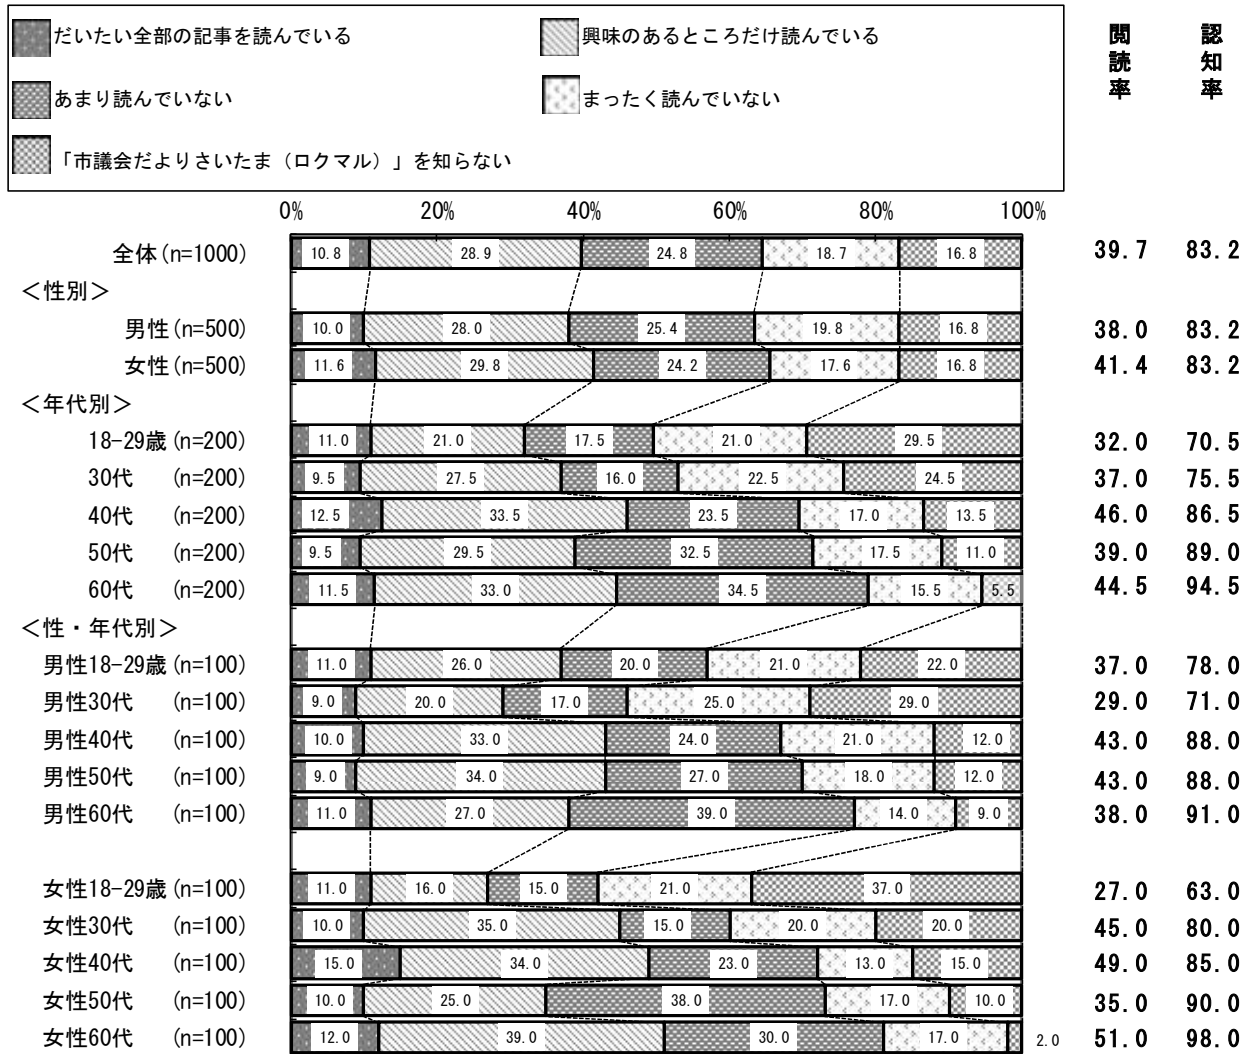 だいたい全部の記事を読んでいる 興味のあるところだけ読んでいる
あまり読んでいない まったく読んでいない
「市議会だよりさいたま（ロクマル）」を知らない
閲読率 認知率
0% 20% 40% 60% 80% 100%
全体(n=1000) 10.8 28.9 24.8 18.7 16.8 39.7 83.2
＜性別＞
男性(n=500) 10.0 28.0 25.4 19.8 16.8 38.0 83.2
女性(n=500) 11.6 29.8 24.2 17.6 16.8 41.4 83.2
＜年代別＞
18-29歳(n=200) 11.0 21.0 17.5 21.0 29.5 32.0 70.5
30代 (n=200) 9.5 27.5 16.0 22.5 24.5 37.0 75.5
40代 (n=200) 12.5 33.5 23.5 17.0 13.5 46.0 86.5
50代 (n=200) 9.5 29.5 32.5 17.5 11.0 39.0 89.0
60代 (n=200) 11.5 33.0 34.5 15.5 5.5 44.5 94.5
＜性・年代別＞
男性18-29歳(n=100) 11.0 26.0 20.0 21.0 22.0 37.0 78.0
男性30代 (n=100) 9.0 20.0 17.0 25.0 29.0 29.0 71.0
男性40代 (n=100) 10.0 33.0 24.0 21.0 12.0 43.0 88.0
男性50代 (n=100) 9.0 34.0 27.0 18.0 12.0 43.0 88.0
男性60代 (n=100) 11.0 27.0 39.0 14.0 9.0 38.0 91.0
女性18-29歳(n=100) 11.0 16.0 15.0 21.0 37.0 27.0 63.0
女性30代 (n=100) 10.0 35.0 15.0 20.0 20.0 45.0 80.0
女性40代 (n=100) 15.0 34.0 23.0 13.0 15.0 49.0 85.0
女性50代 (n=100) 10.0 25.0 38.0 17.0 10.0 35.0 90.0
女性60代 (n=100) 12.0 39.0 30.0 17.0 2.0 51.0 98.0